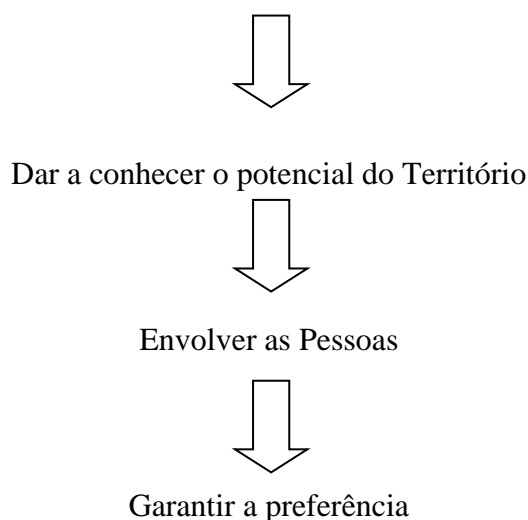 Dar a conhecer o potencial do Território
Envolver as Pessoas
Garantir a preferência